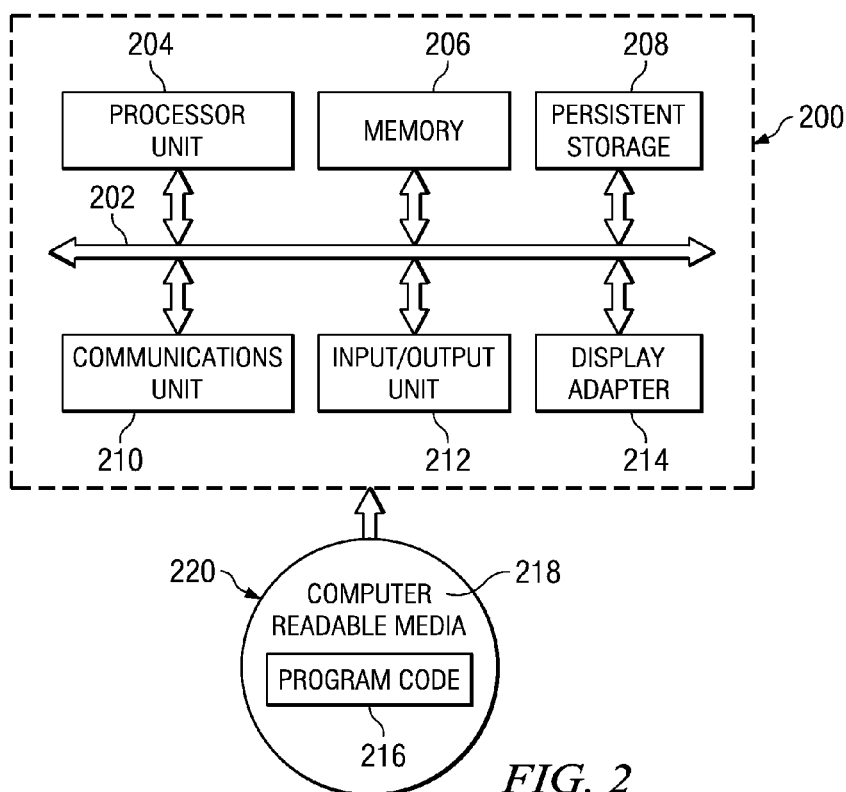 204
206
208
PROCESSOR
UNIT
MEMORY
PERSISTENT
STORAGE
200
202
COMMUNICATIONS
UNIT
INPUT/OUTPUT
UNIT
DISPLAY
ADAPTER
210
212
214
220
218
COMPUTER
READABLE MEDIA
PROGRAM CODE
216
FIG. 2